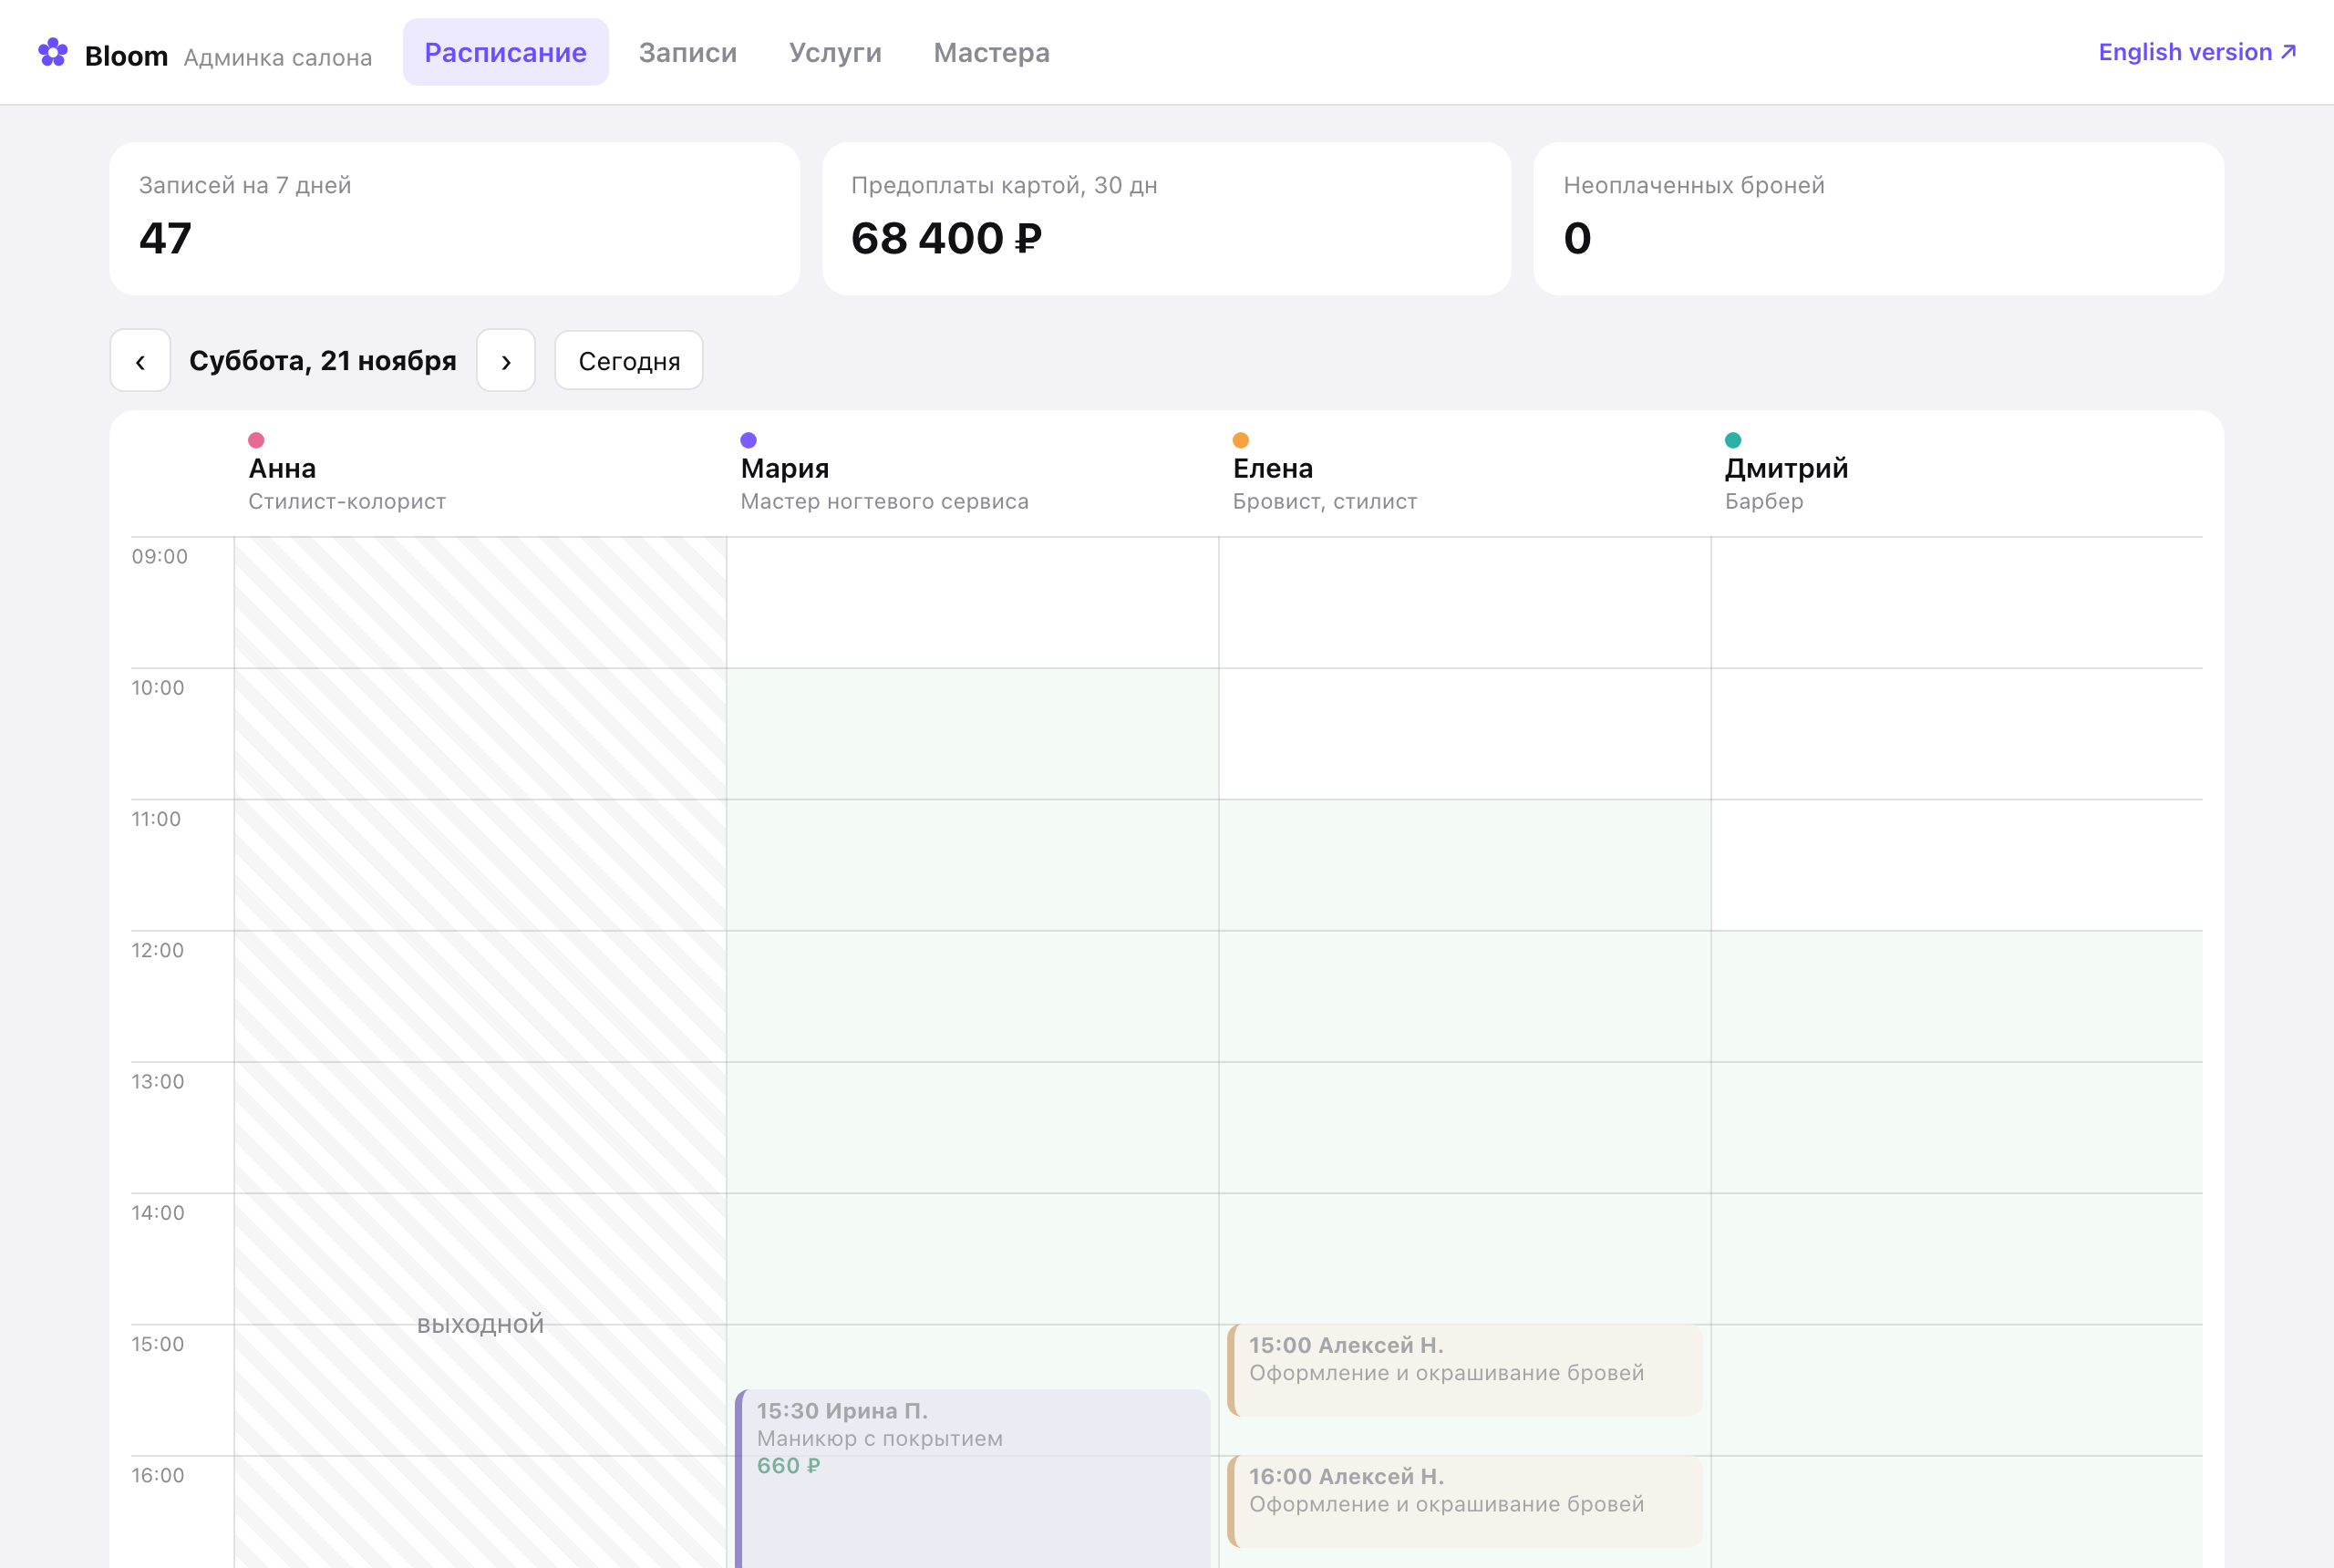 Bloom Админка салона Расписание Записи Услуги Мастера English version ↗
Записей на 7 дней
47
Предоплаты картой, 30 дн
68 400 ₽
Неоплаченных броней
0
‹ Суббота, 21 ноября › Сегодня
Анна
Стилист-колорист
Мария
Мастер ногтевого сервиса
Елена
Бровист, стилист
Дмитрий
Барбер
09:00
10:00
11:00
12:00
13:00
14:00
15:00
16:00
выходной
15:30 Ирина П.
Маникюр с покрытием
660 ₽
15:00 Алексей Н.
Оформление и окрашивание бровей
16:00 Алексей Н.
Оформление и окрашивание бровей